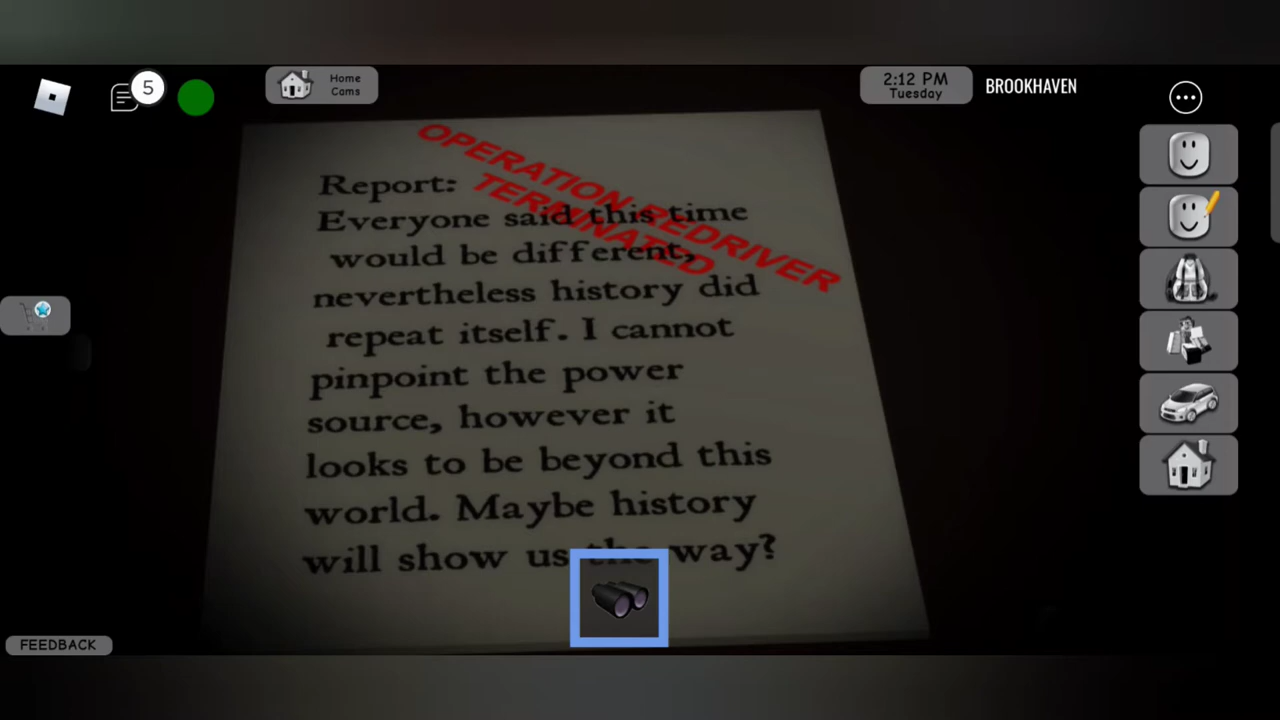 5
Home
Cams
2:12 PM
Tuesday
BROOKHAVEN
OPERATION REDRIVER
TERMINATED
Report:
Everyone said this time
would be different,
nevertheless history did
repeat itself. I cannot
pinpoint the power
source, however it
looks to be beyond this
world. Maybe history
will show us the way?
FEEDBACK